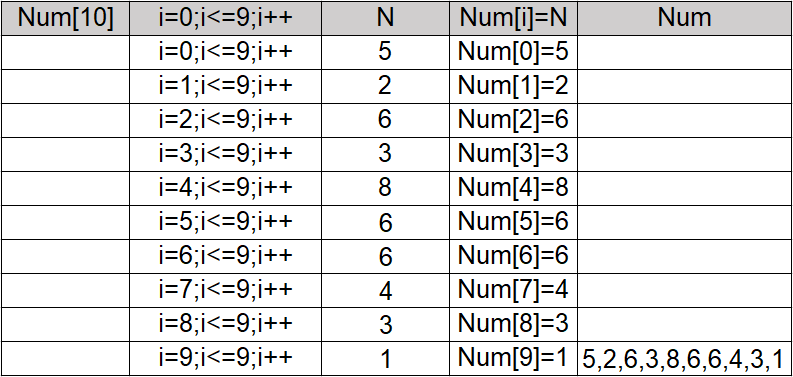 Num[10] i=0;i<=9;i++ N Num[i]=N Num
i=0;i<=9;i++ 5 Num[0]=5
i=1;i<=9;i++ 2 Num[1]=2
i=2;i<=9;i++ 6 Num[2]=6
i=3;i<=9;i++ 3 Num[3]=3
i=4;i<=9;i++ 8 Num[4]=8
i=5;i<=9;i++ 6 Num[5]=6
i=6;i<=9;i++ 6 Num[6]=6
i=7;i<=9;i++ 4 Num[7]=4
i=8;i<=9;i++ 3 Num[8]=3
i=9;i<=9;i++ 1 Num[9]=1 5,2,6,3,8,6,6,4,3,1